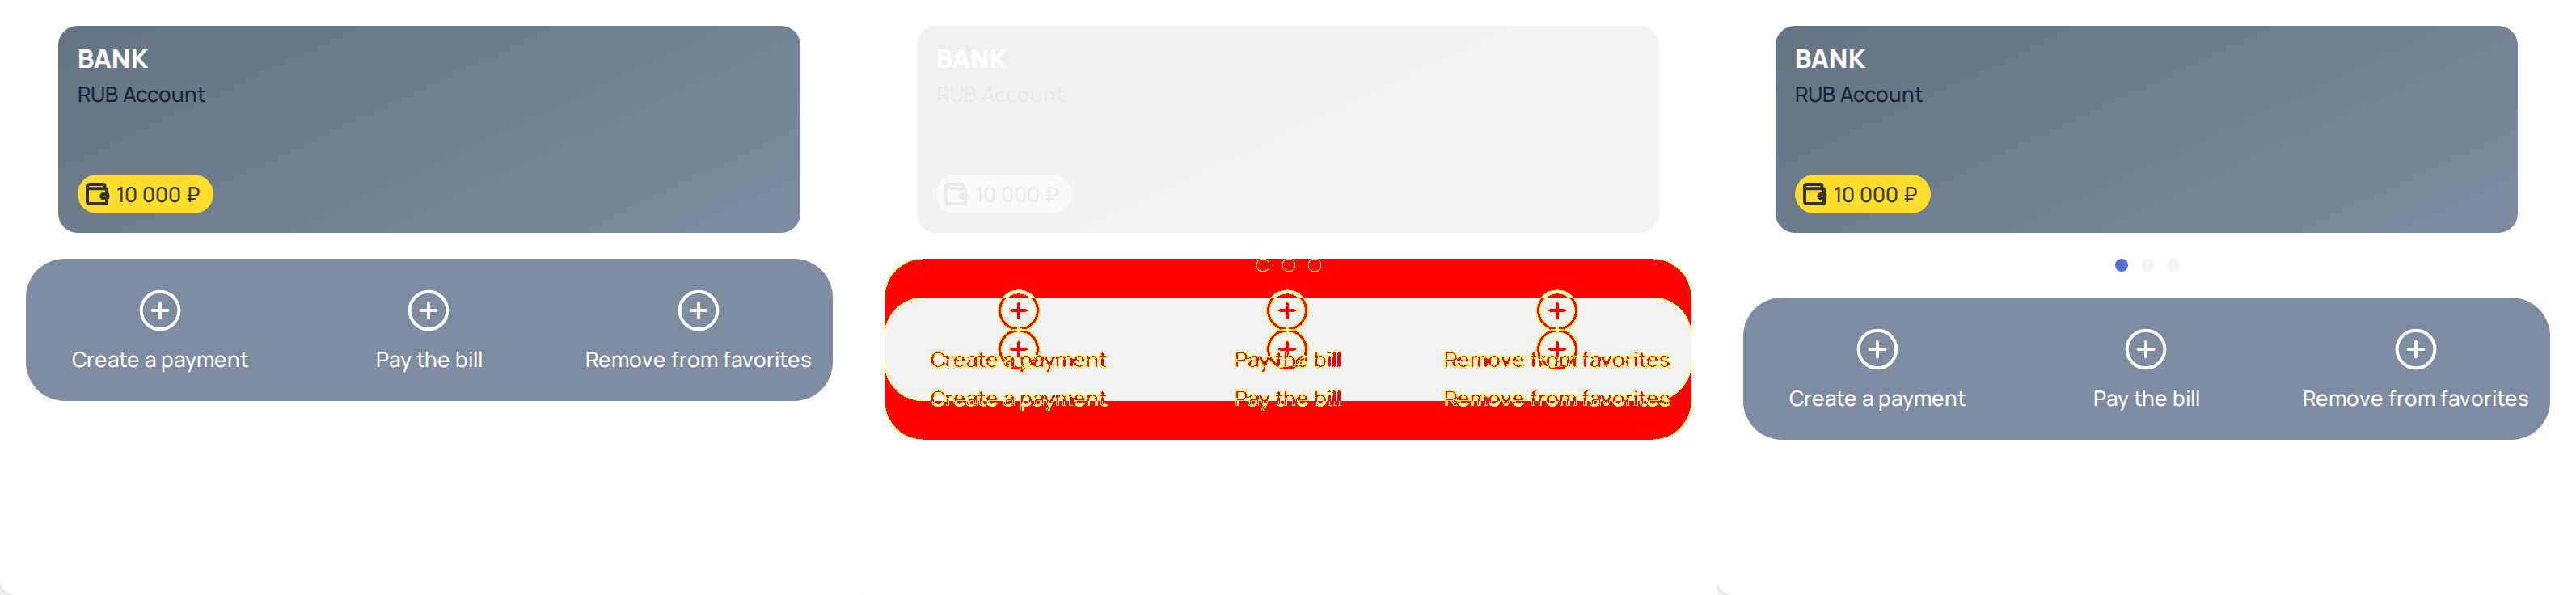 BANK
RUB Account
10 000 ₽
Create a payment
Pay the bill
Remove from favorites
BANK
RUB Account
10 000 ₽
Create a payment
Pay the bill
Remove from favorites
Create a payment
Pay the bill
Remove from favorites
BANK
RUB Account
10 000 ₽
Create a payment
Pay the bill
Remove from favorites